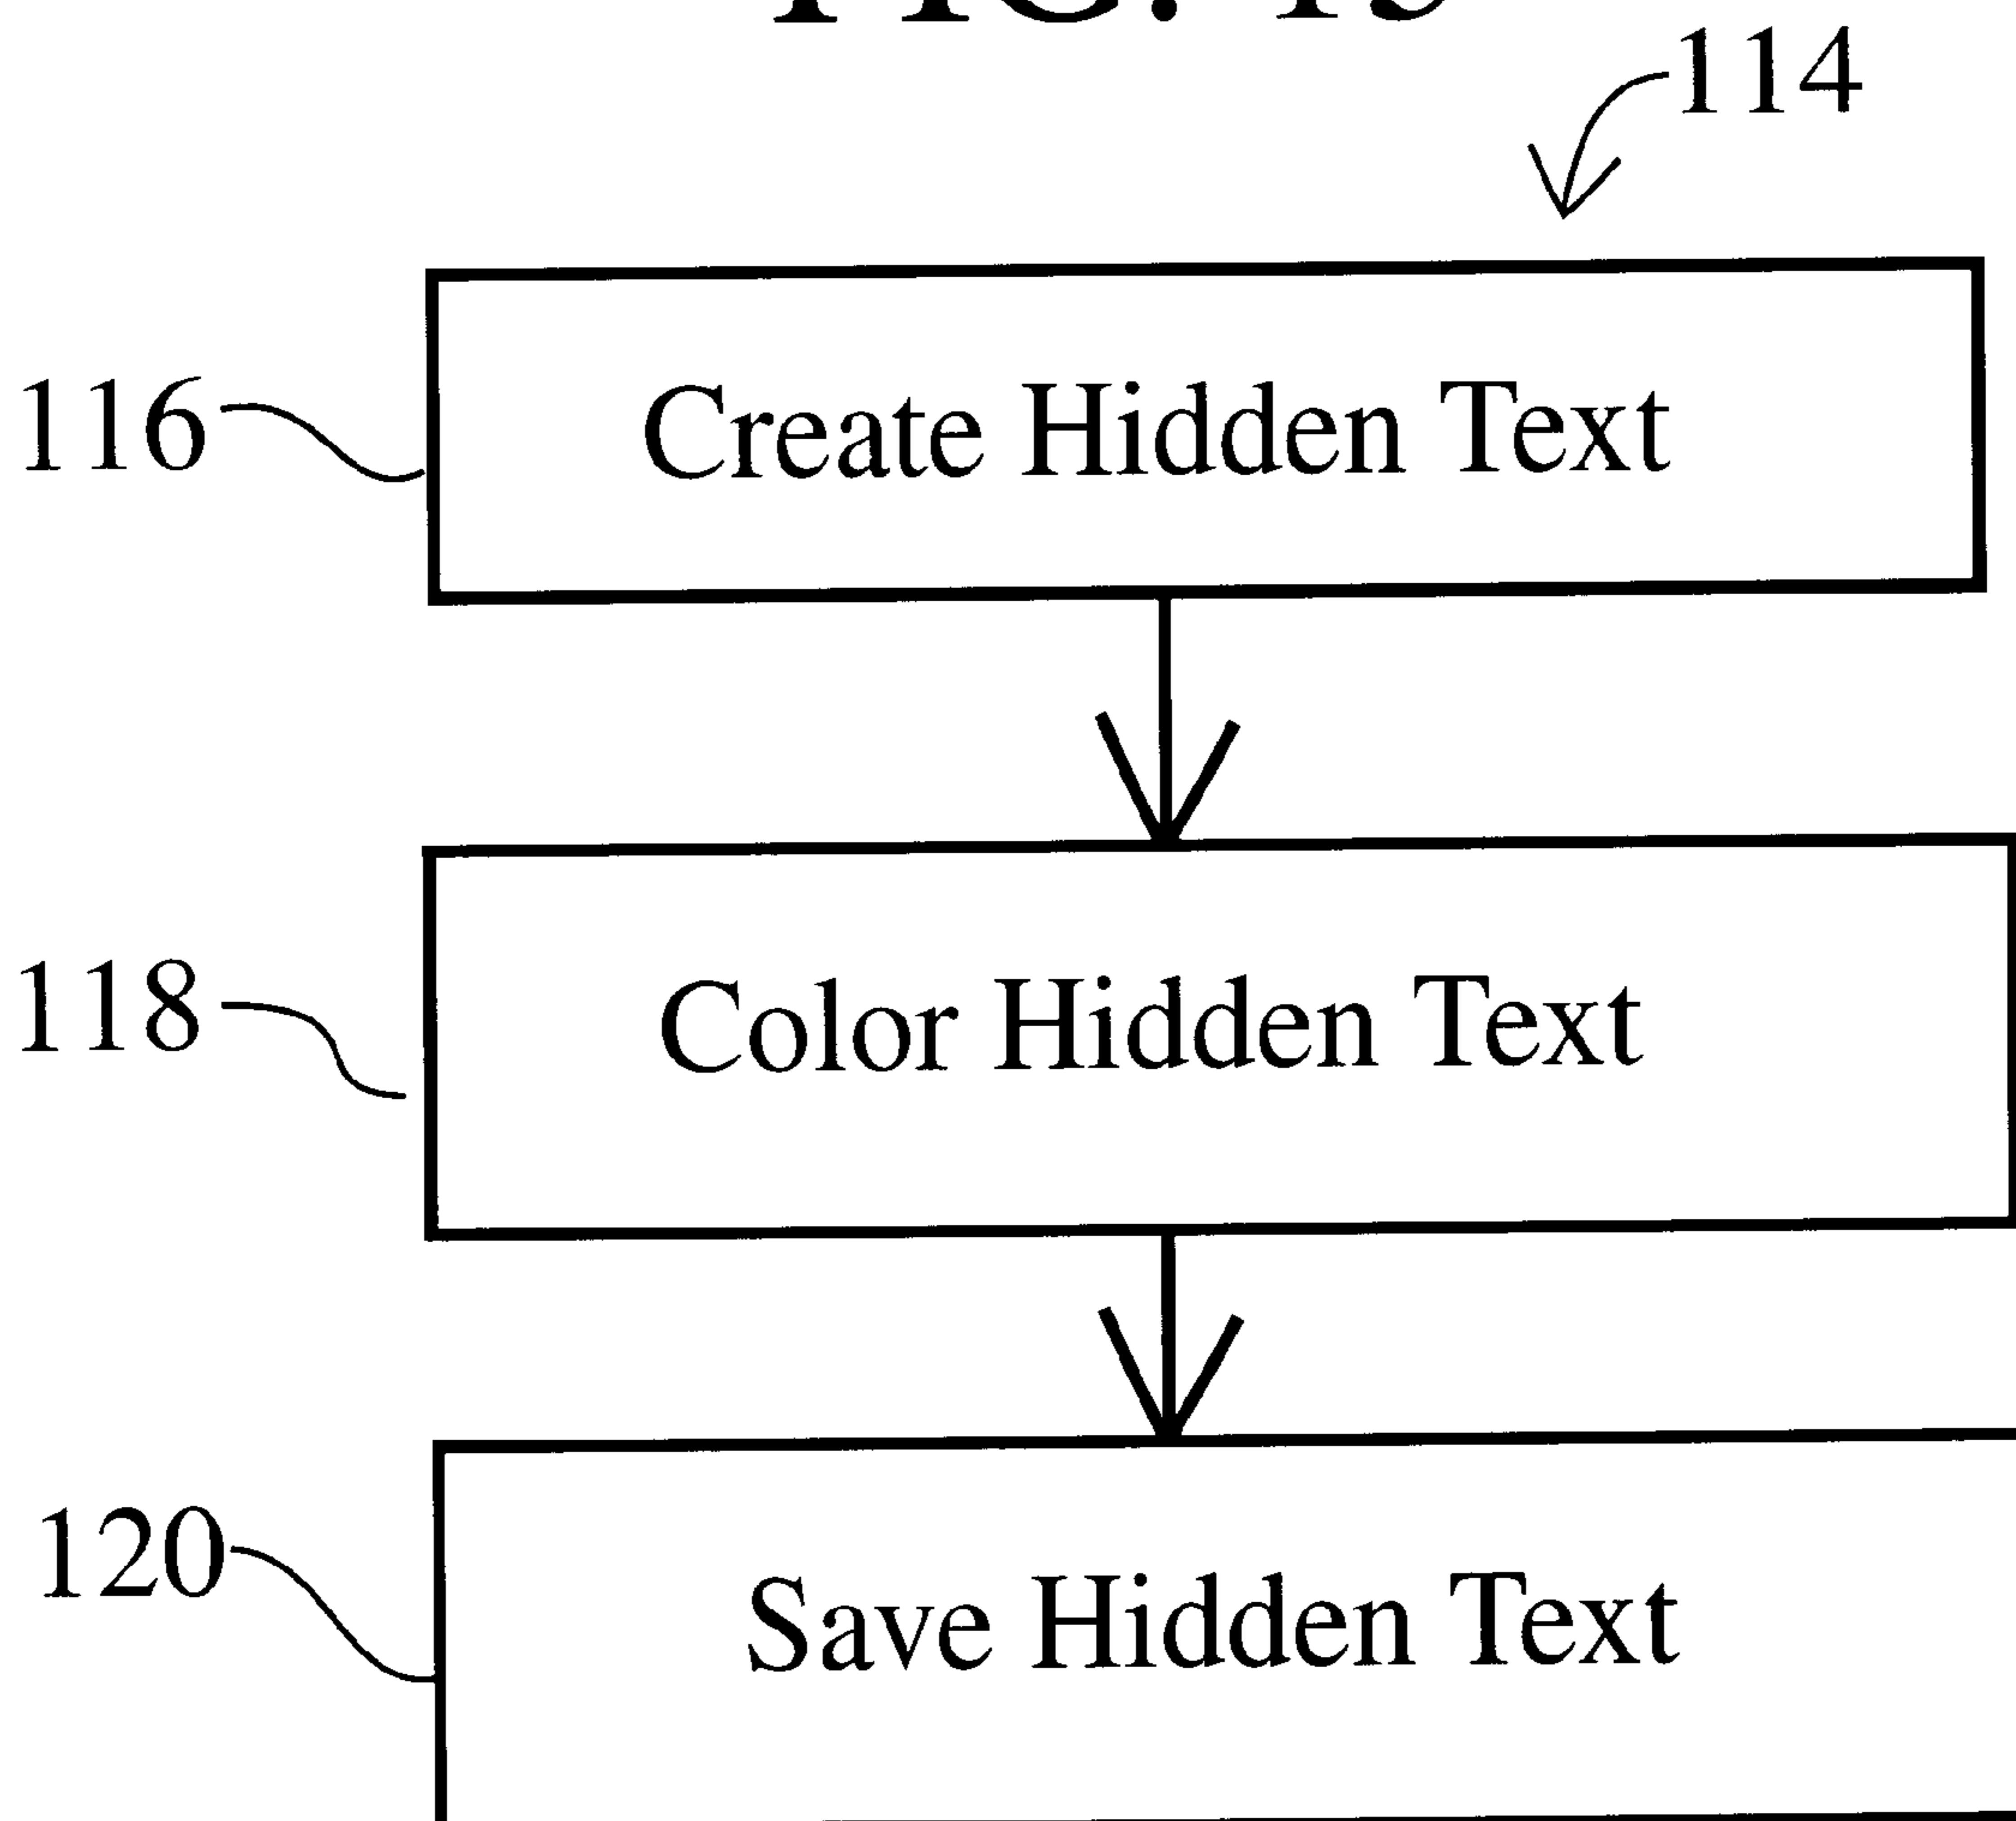 114
116
Create Hidden Text
118
Color Hidden Text
120
Save Hidden Text